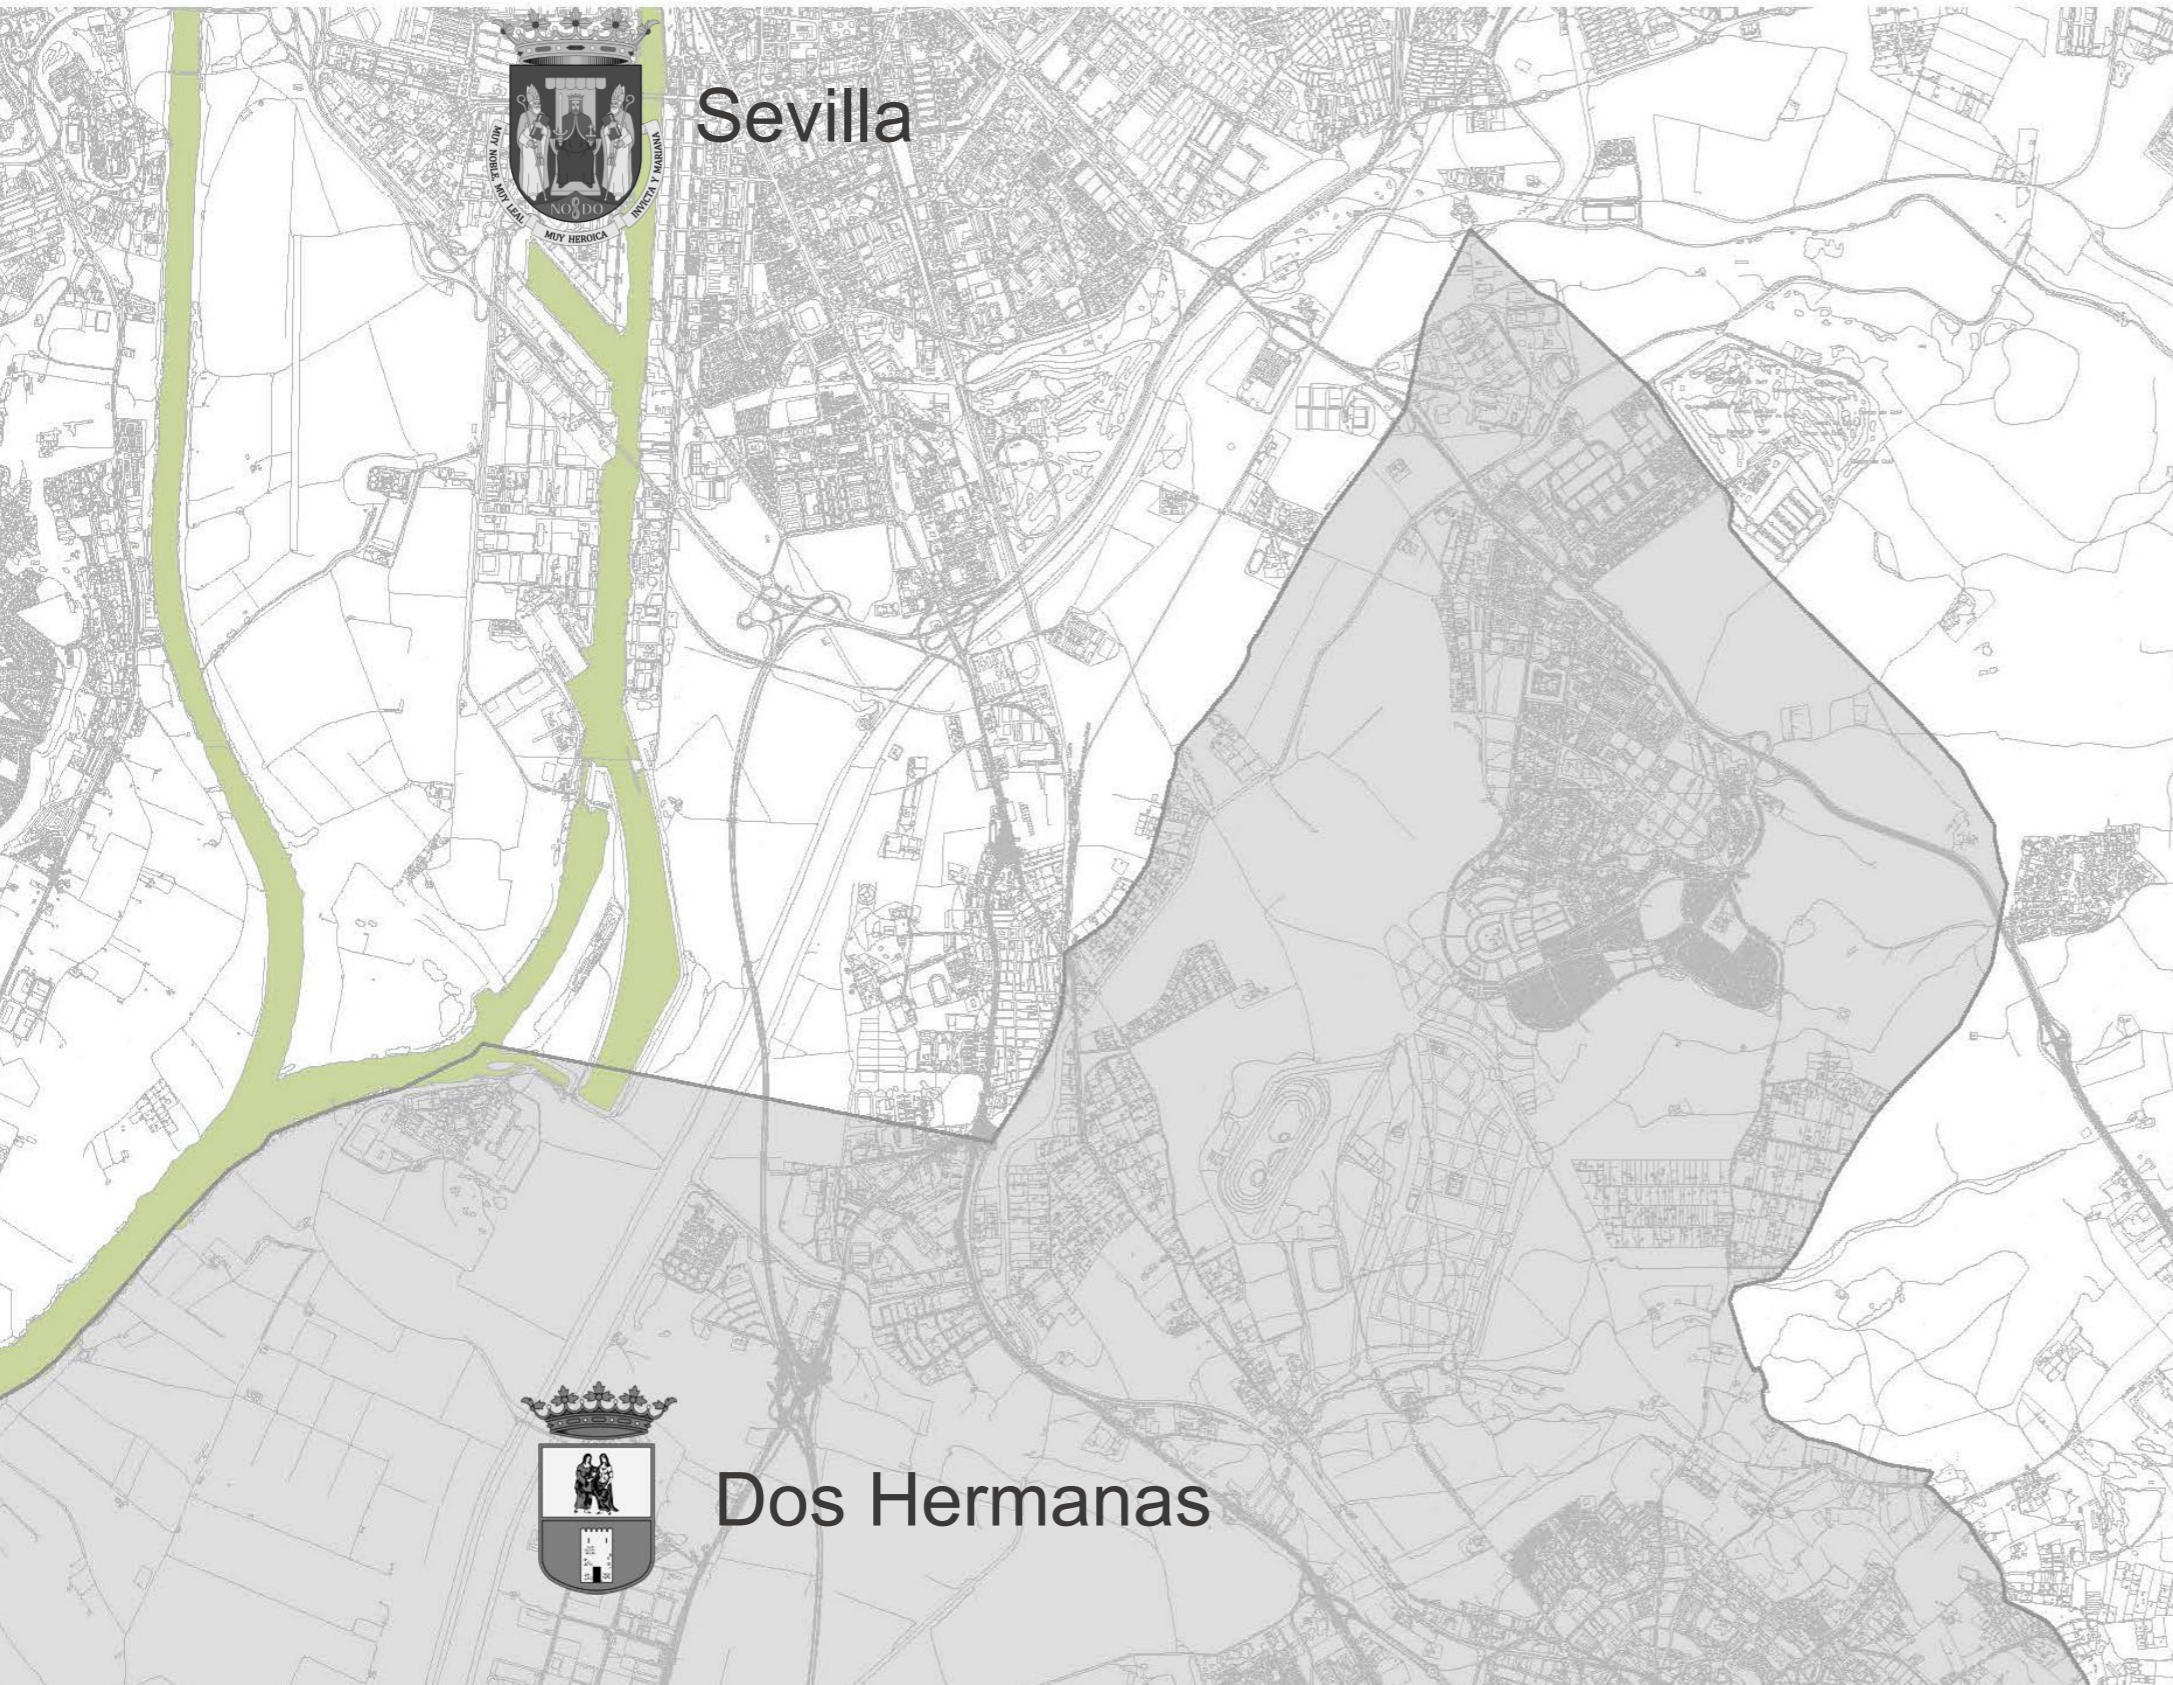 Sevilla
MUY NOBLE, MUY LEAL
MUY HEROICA
INVICTA Y MARIANA
NO8DO
Dos Hermanas